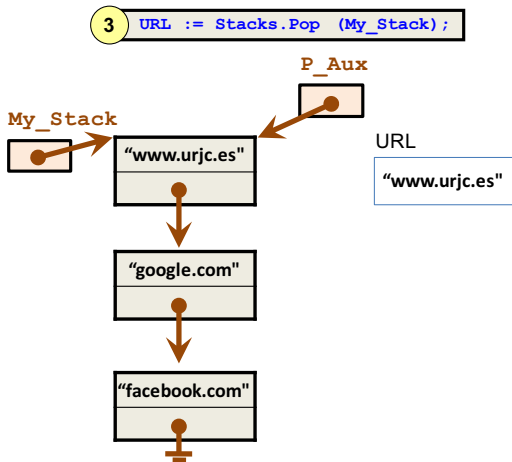 3 URL := Stacks.Pop (My_Stack);
P_Aux
My_Stack
“www.urjc.es"
URL
“www.urjc.es"
“google.com"
“facebook.com"